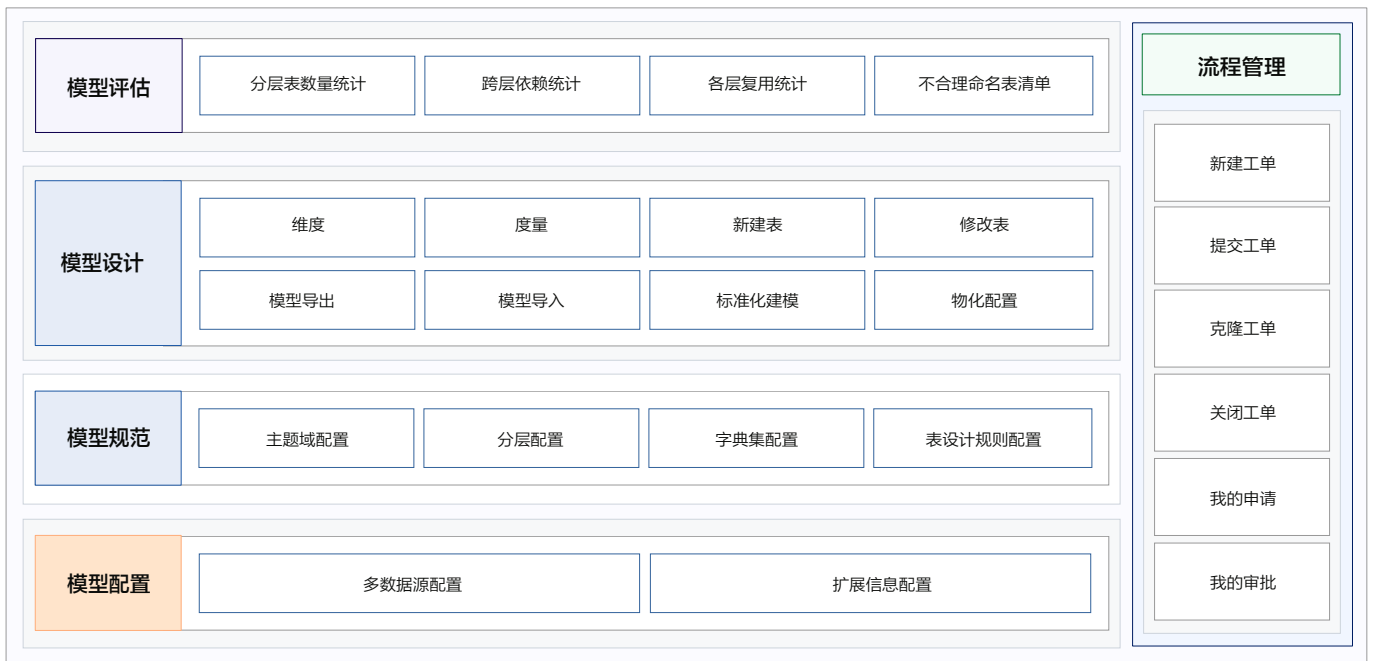 模型评估
分层表数量统计
跨层依赖统计
各层复用统计
不合理命名表清单
模型设计
维度
度量
新建表
修改表
模型导出
模型导入
标准化建模
物化配置
模型规范
主题域配置
分层配置
字典集配置
表设计规则配置
模型配置
多数据源配置
扩展信息配置
流程管理
新建工单
提交工单
克隆工单
关闭工单
我的申请
我的审批